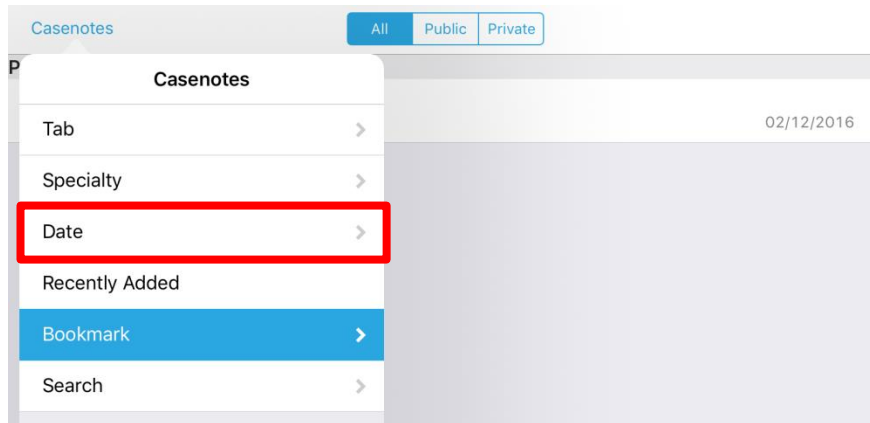 Casenotes All Public Private
P
Casenotes
Tab
02/12/2016
Specialty
Date
Recently Added
Bookmark
Search